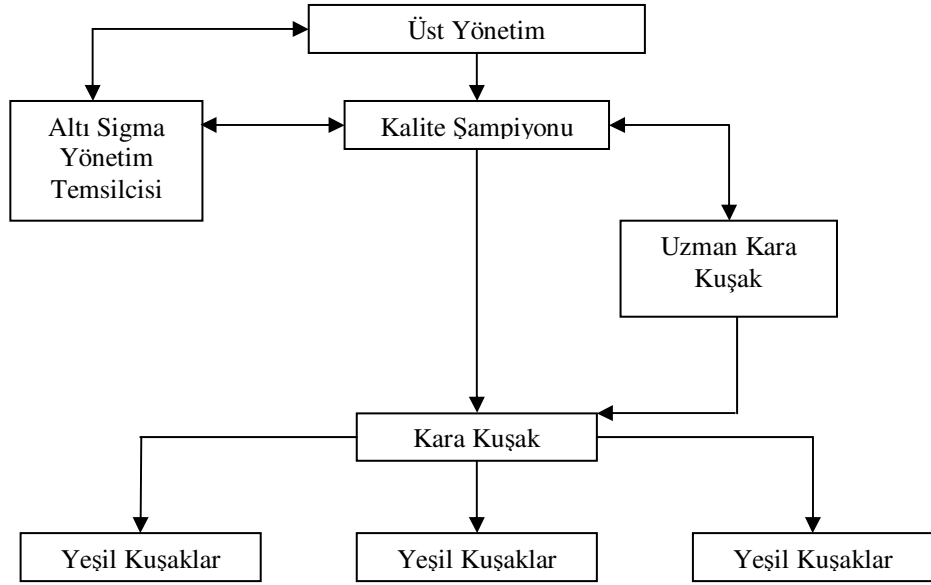 Üst Yönetim
Altı Sigma
Yönetim
Temsilcisi
Kalite Şampiyonu
Uzman Kara
Kuşak
Kara Kuşak
Yeşil Kuşaklar
Yeşil Kuşaklar
Yeşil Kuşaklar